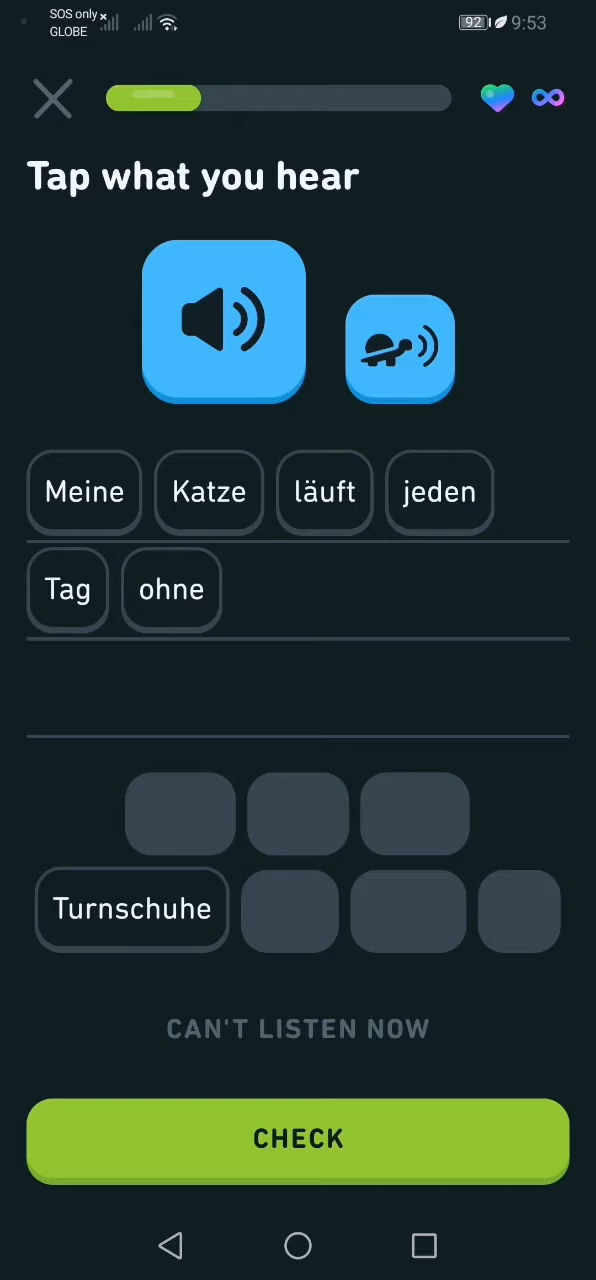 SOS only
GLOBE
92 9:53
Tap what you hear
Meine Katze läuft jeden
Tag ohne
Turnschuhe
CAN'T LISTEN NOW
CHECK